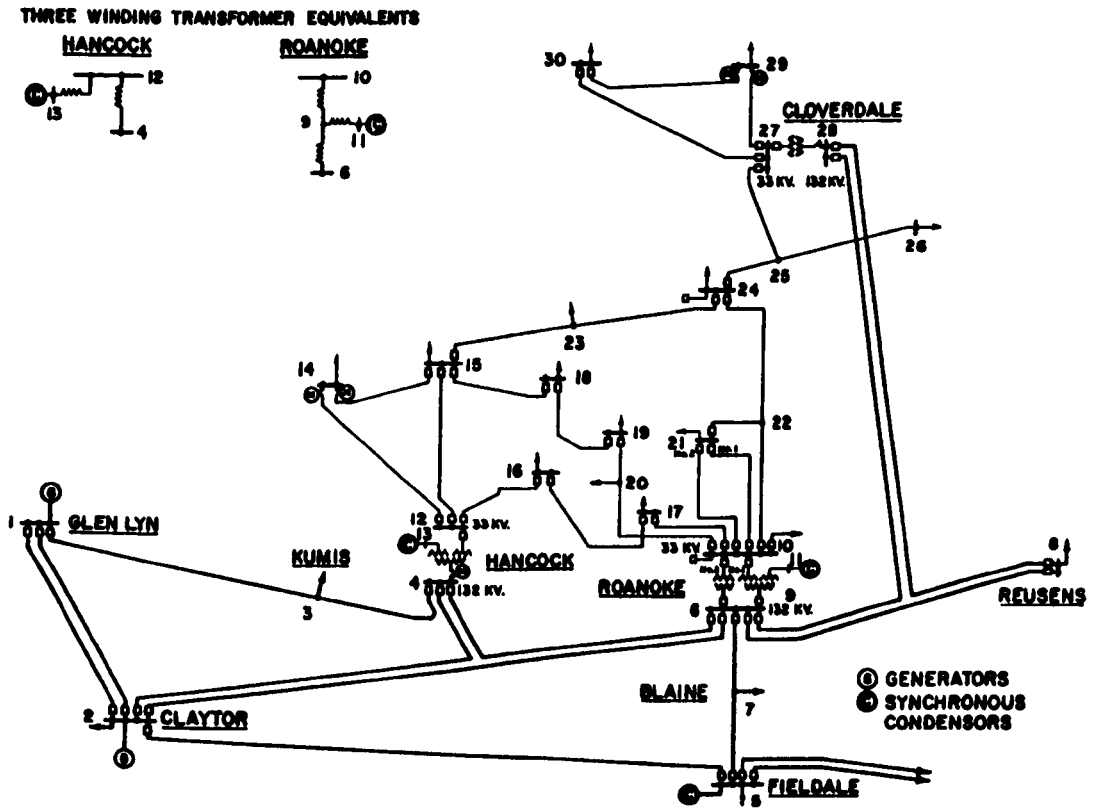 THREE WINDING TRANSFORMER EQUIVALENTS
HANCOCK
ROANOKE
12
C
13
4
10
9
C
11
6
30
29
CLOVERDALE
27
28
33 KV.
132 KV.
26
25
24
23
15
14
18
22
19
21
16
20
17
1
G
GLEN LYN
12
33 KV.
13
C
KUMIS
HANCOCK
33 KV.
10
11
C
8
4
132 KV.
ROANOKE
9
REUSENS
3
6
132 KV.
BLAINE
7
G GENERATORS
C SYNCHRONOUS
CONDENSORS
2
CLAYTOR
G
C
5
FIELDALE